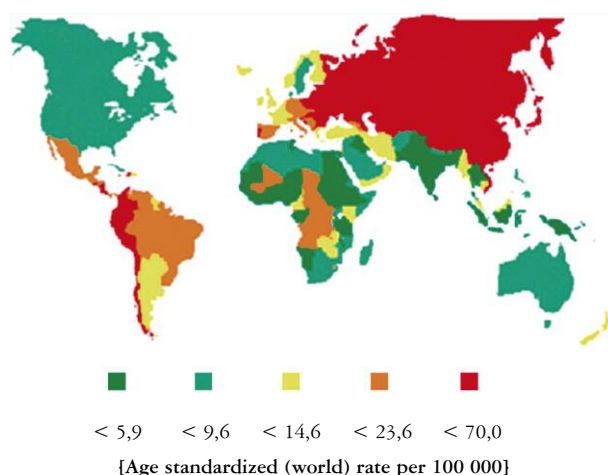 < 5,9 < 9,6 < 14,6 < 23,6 < 70,0
[Age standardized (world) rate per 100 000]